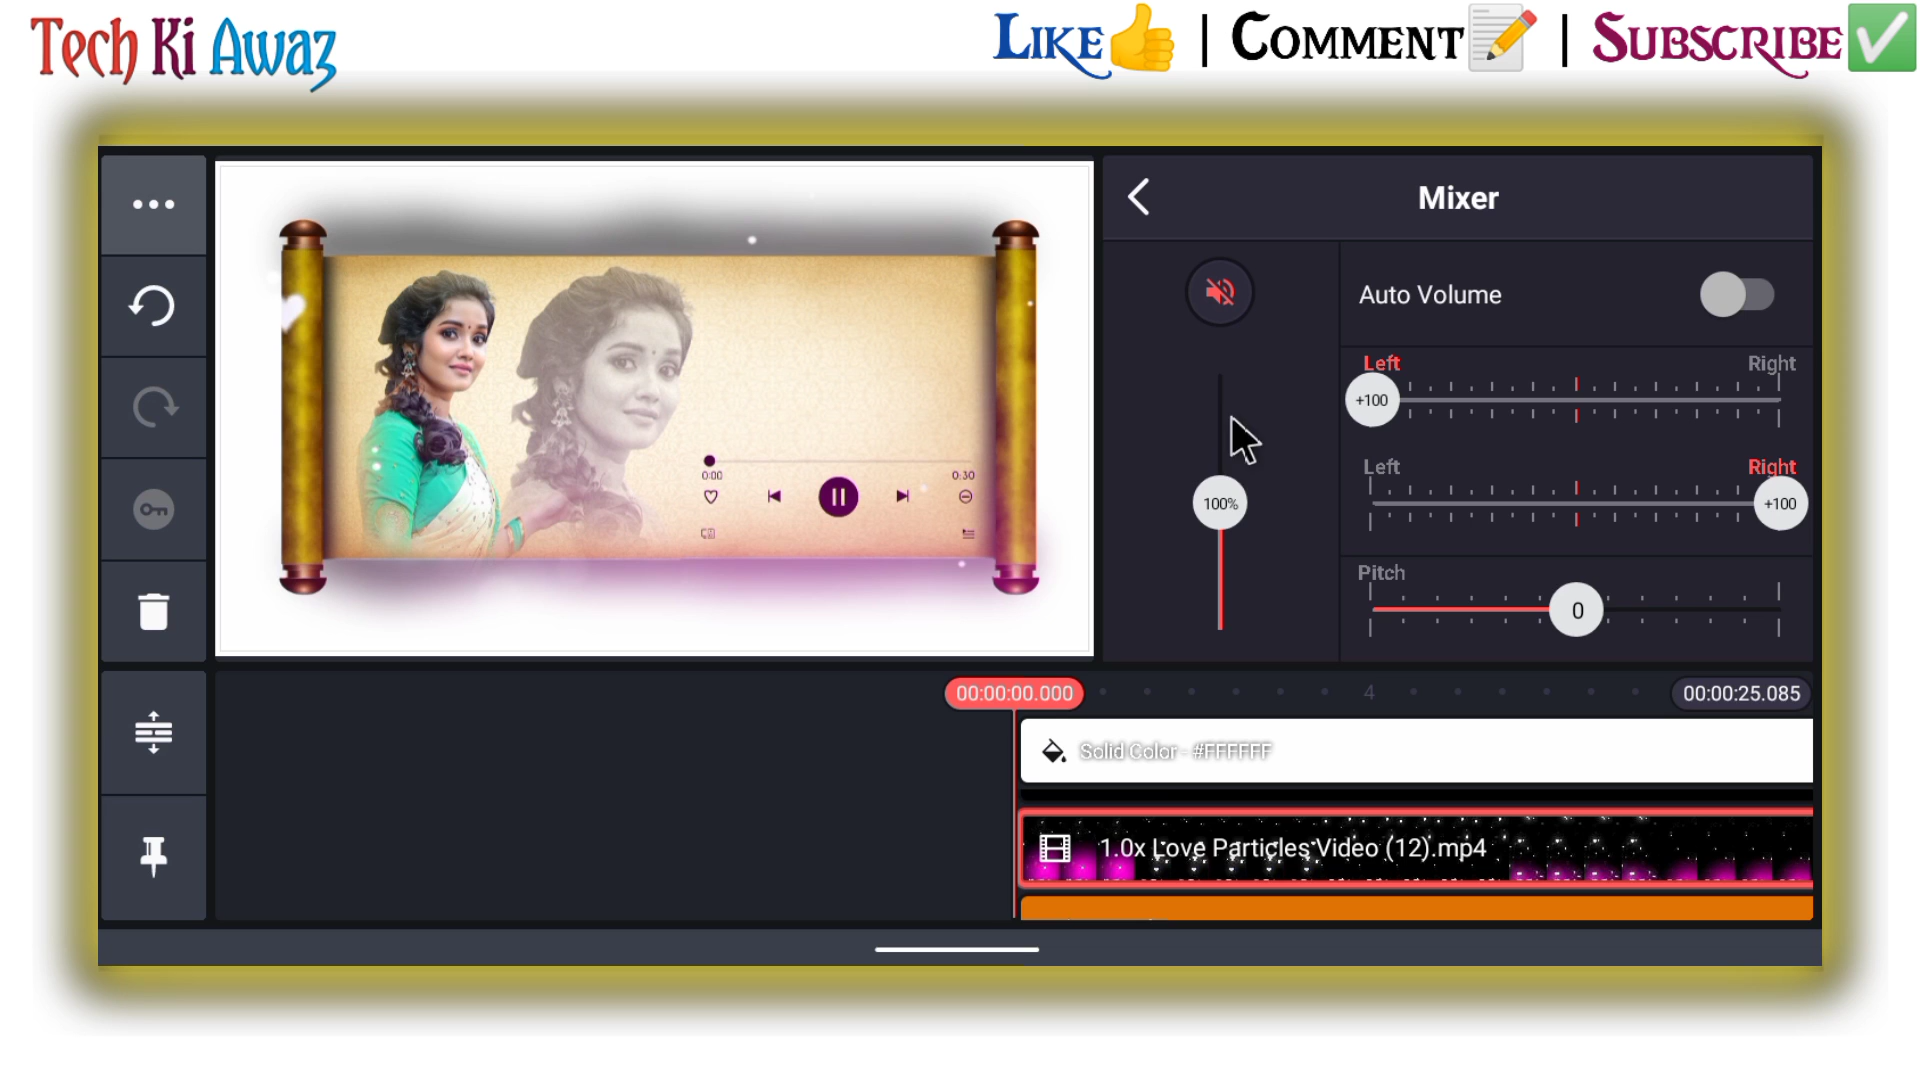 Tech Ki Awaz
LIKE | COMMENT | SUBSCRIBE
Mixer
Auto Volume
Left Right
+100
Left Right
+100
100%
Pitch
0
0:00 0:30
00:00:00.000 4 00:00:25.085
Solid Color - #FFFFFF
1.0x Love Particles Video (12).mp4